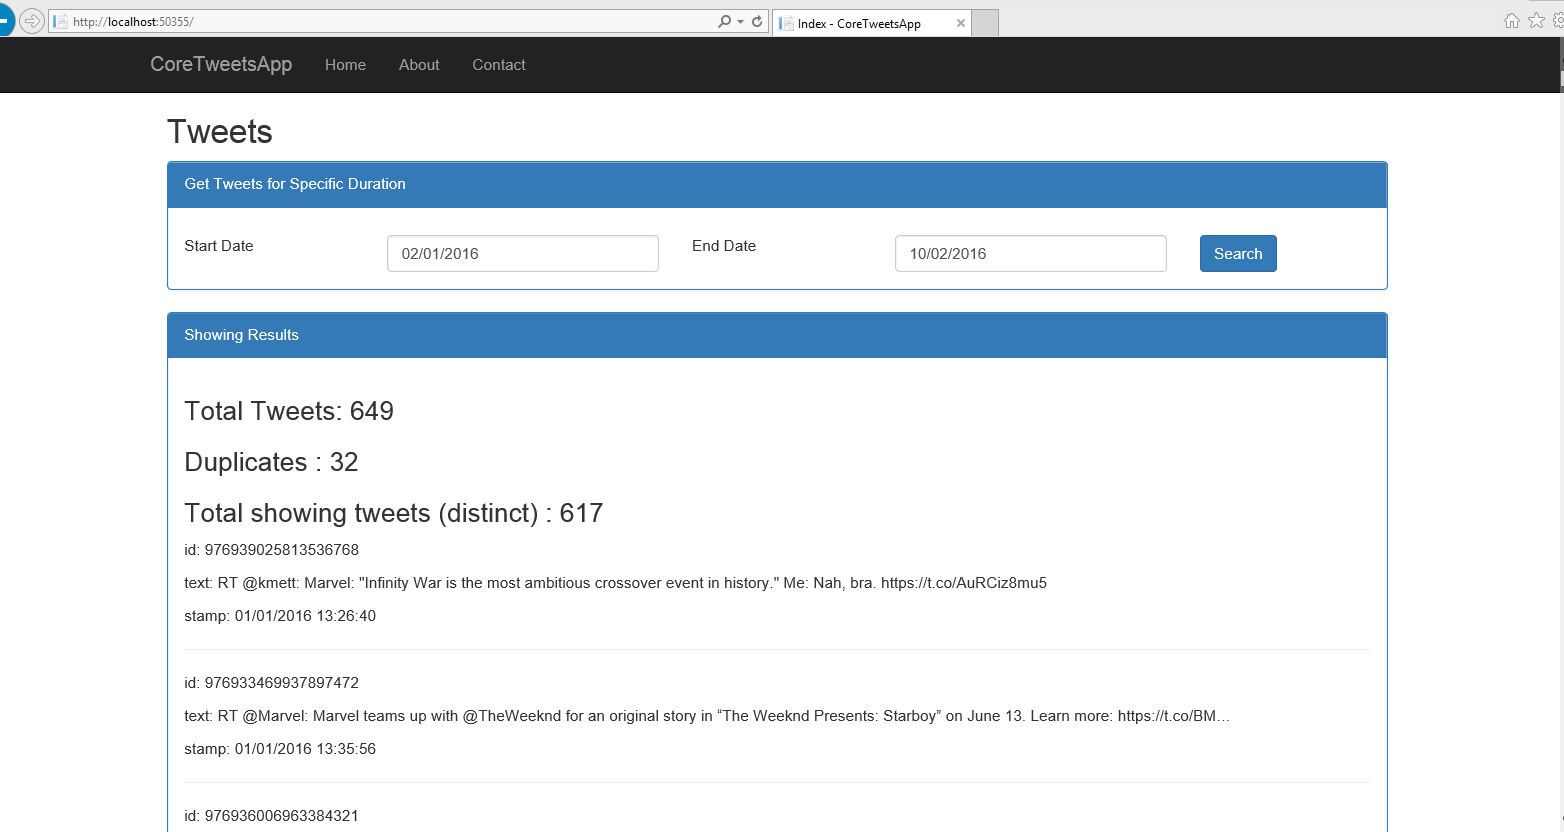 http://localhost:50355/
Index - CoreTweetsApp
CoreTweetsApp Home About Contact
Tweets
Get Tweets for Specific Duration
Start Date 02/01/2016 End Date 10/02/2016 Search
Showing Results
Total Tweets: 649
Duplicates : 32
Total showing tweets (distinct) : 617
id: 976939025813536768
text: RT @kmett: Marvel: "Infinity War is the most ambitious crossover event in history." Me: Nah, bra. https://t.co/AuRCiz8mu5
stamp: 01/01/2016 13:26:40
id: 976933469937897472
text: RT @Marvel: Marvel teams up with @TheWeeknd for an original story in “The Weeknd Presents: Starboy” on June 13. Learn more: https://t.co/BM…
stamp: 01/01/2016 13:35:56
id: 976936006963384321